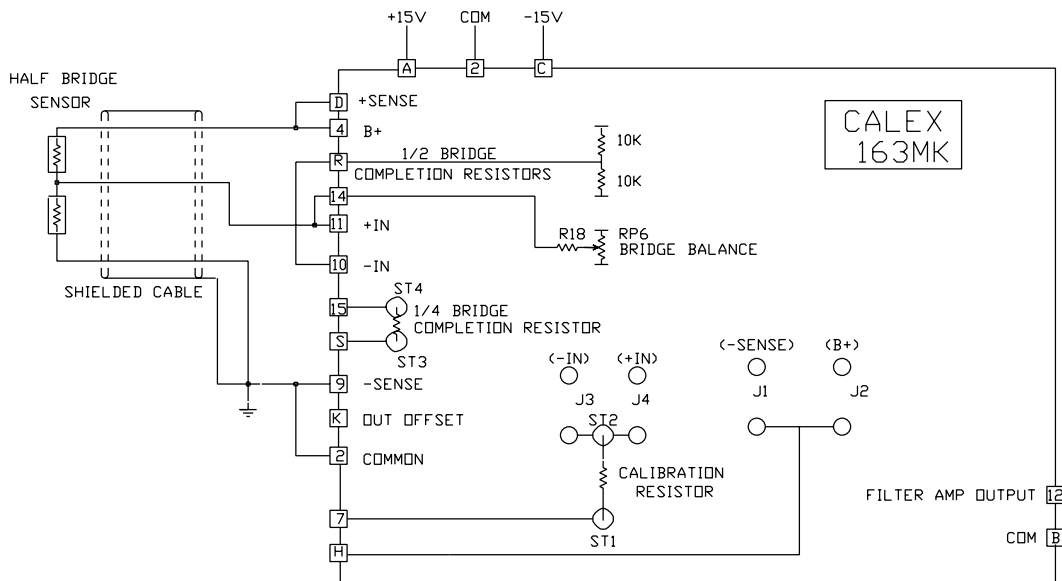 +15V COM -15V
A 2 C
HALF BRIDGE
SENSOR
D +SENSE
4 B+
R 1/2 BRIDGE
COMPLETION RESISTORS
10K
10K
CALEX
163MK
14
11 +IN
R18 RP6
BRIDGE BALANCE
10 -IN
SHIELDED CABLE
ST4
15 1/4 BRIDGE
COMPLETION RESISTOR
S
ST3
9 -SENSE
(-IN) (+IN)
(-SENSE) (B+)
J3 J4
J1 J2
ST2
K OUT OFFSET
2 COMMON
CALIBRATION
RESISTOR
7
ST1
H
FILTER AMP OUTPUT 12
COM B